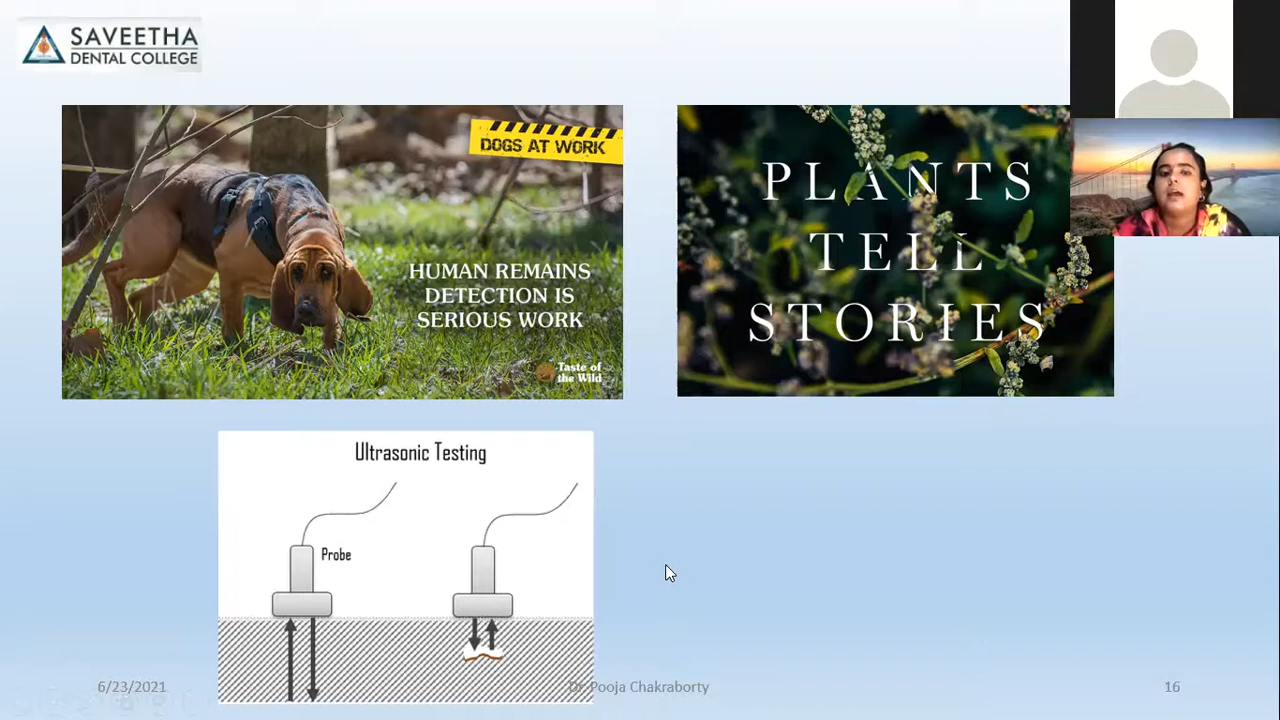 SAVEETHA
DENTAL COLLEGE
DOGS AT WORK
HUMAN REMAINS
DETECTION IS
SERIOUS WORK
Taste of
the Wild
PLANTS
TELL
STORIES
Ultrasonic Testing
Probe
6/23/2021
Dr. Pooja Chakraborty
16